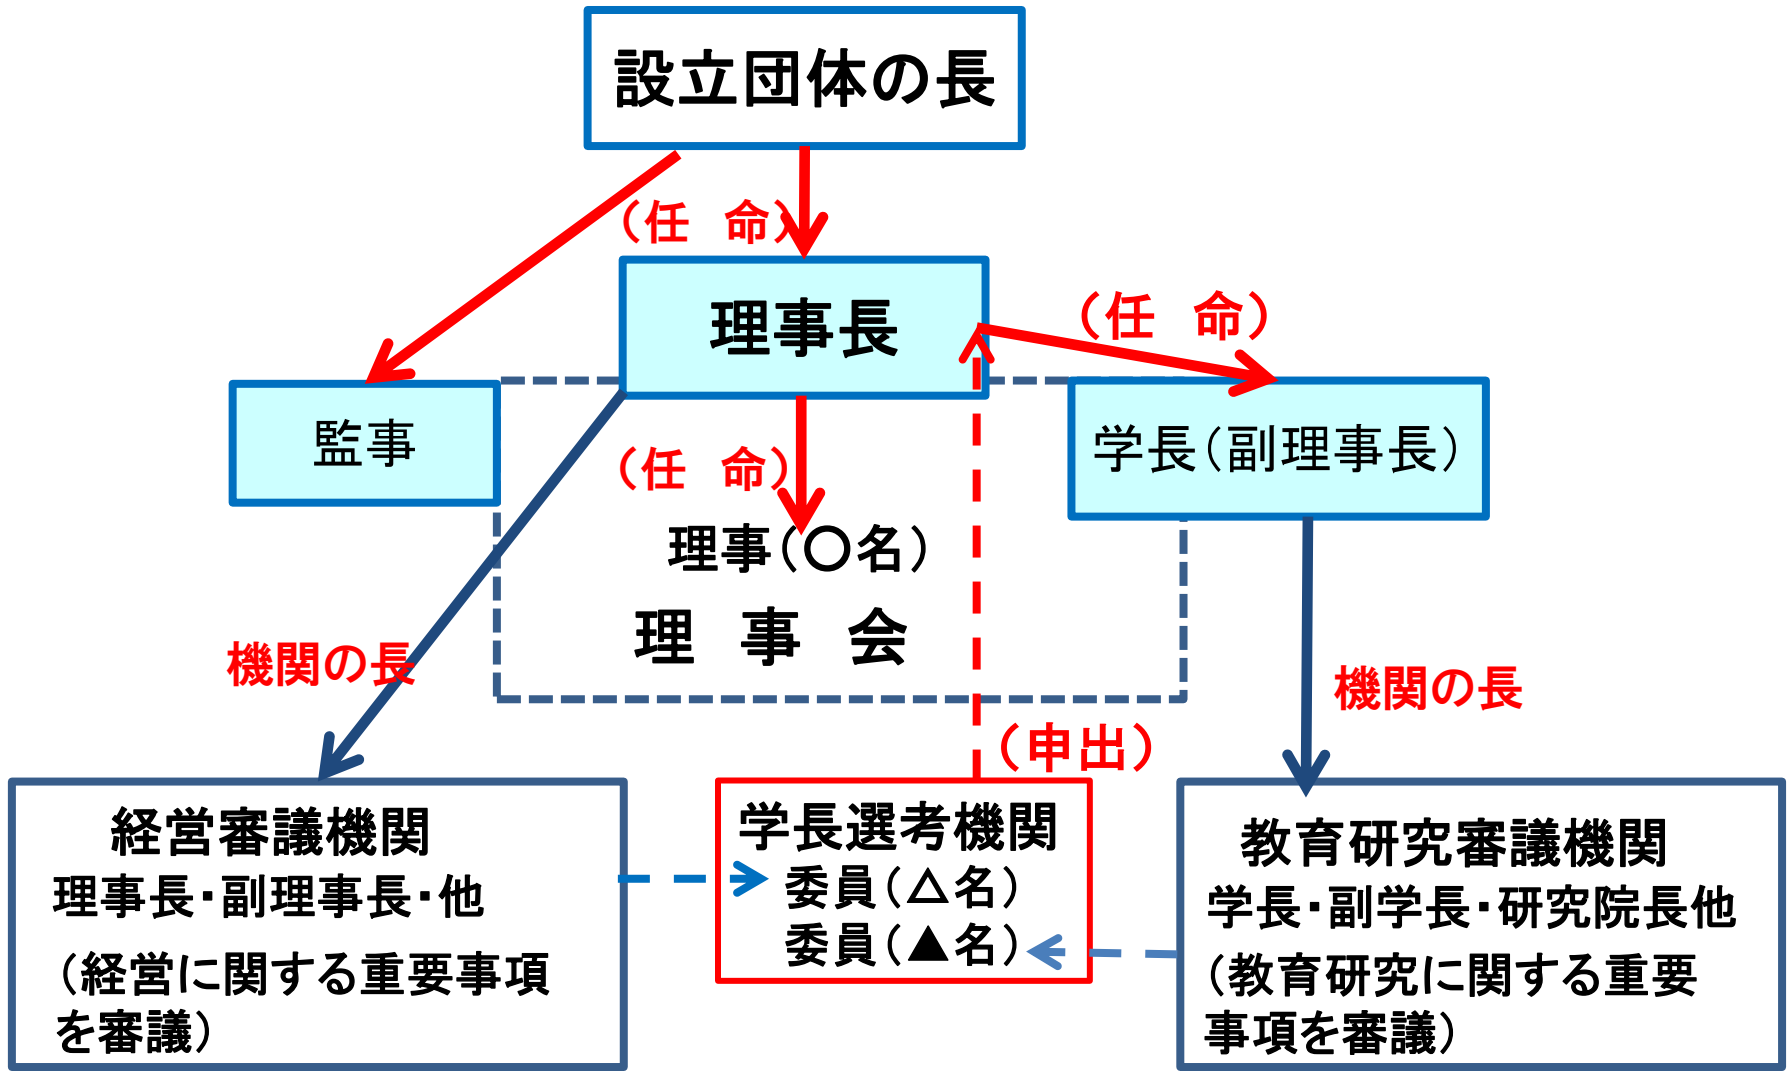 設立団体の長
（任　命）
理事長
（任　命）
監事
学長（副理事長）
（任　命）
理事（〇名）
理　事　会
機関の長
機関の長
（申出）
経営審議機関
理事長・副理事長・他
（経営に関する重要事項
を審議）
学長選考機関
委員（△名）
委員（▲名）
教育研究審議機関
学長・副学長・研究院長他
（教育研究に関する重要
事項を審議）